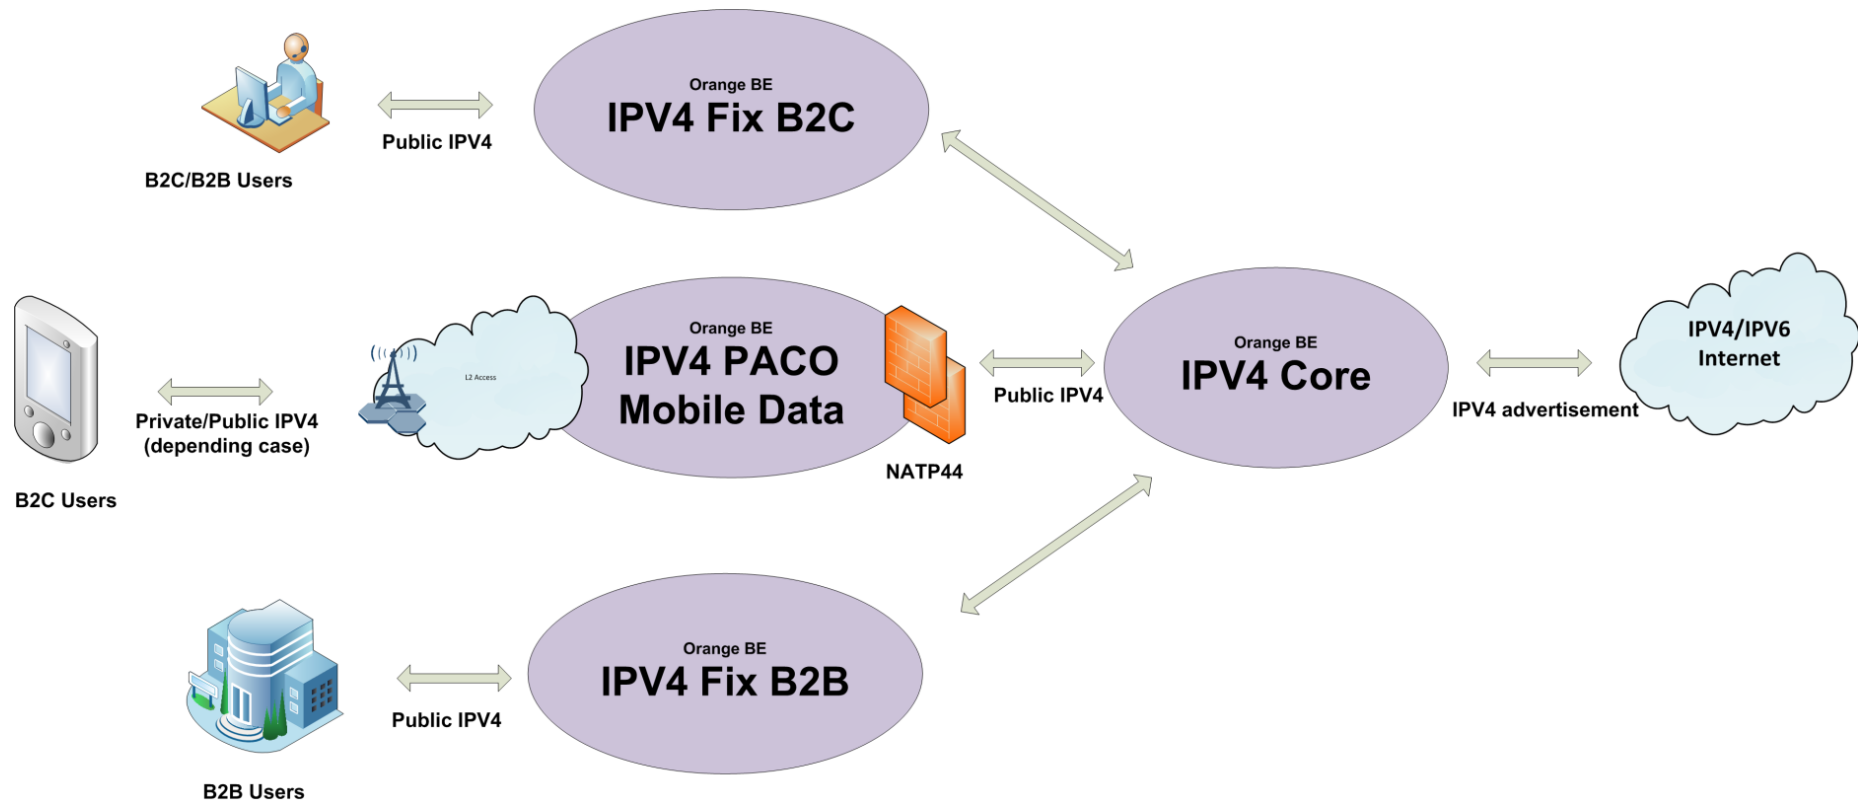 Orange BE
IPV4 Fix B2C
Public IPV4
B2C/B2B Users
Orange BE
IPV4 PACO
Mobile Data
L2 Access
Private/Public IPV4
(depending case)
B2C Users
NATP44
Public IPV4
Orange BE
IPV4 Core
IPV4 advertisement
IPV4/IPV6
Internet
Orange BE
IPV4 Fix B2B
Public IPV4
B2B Users